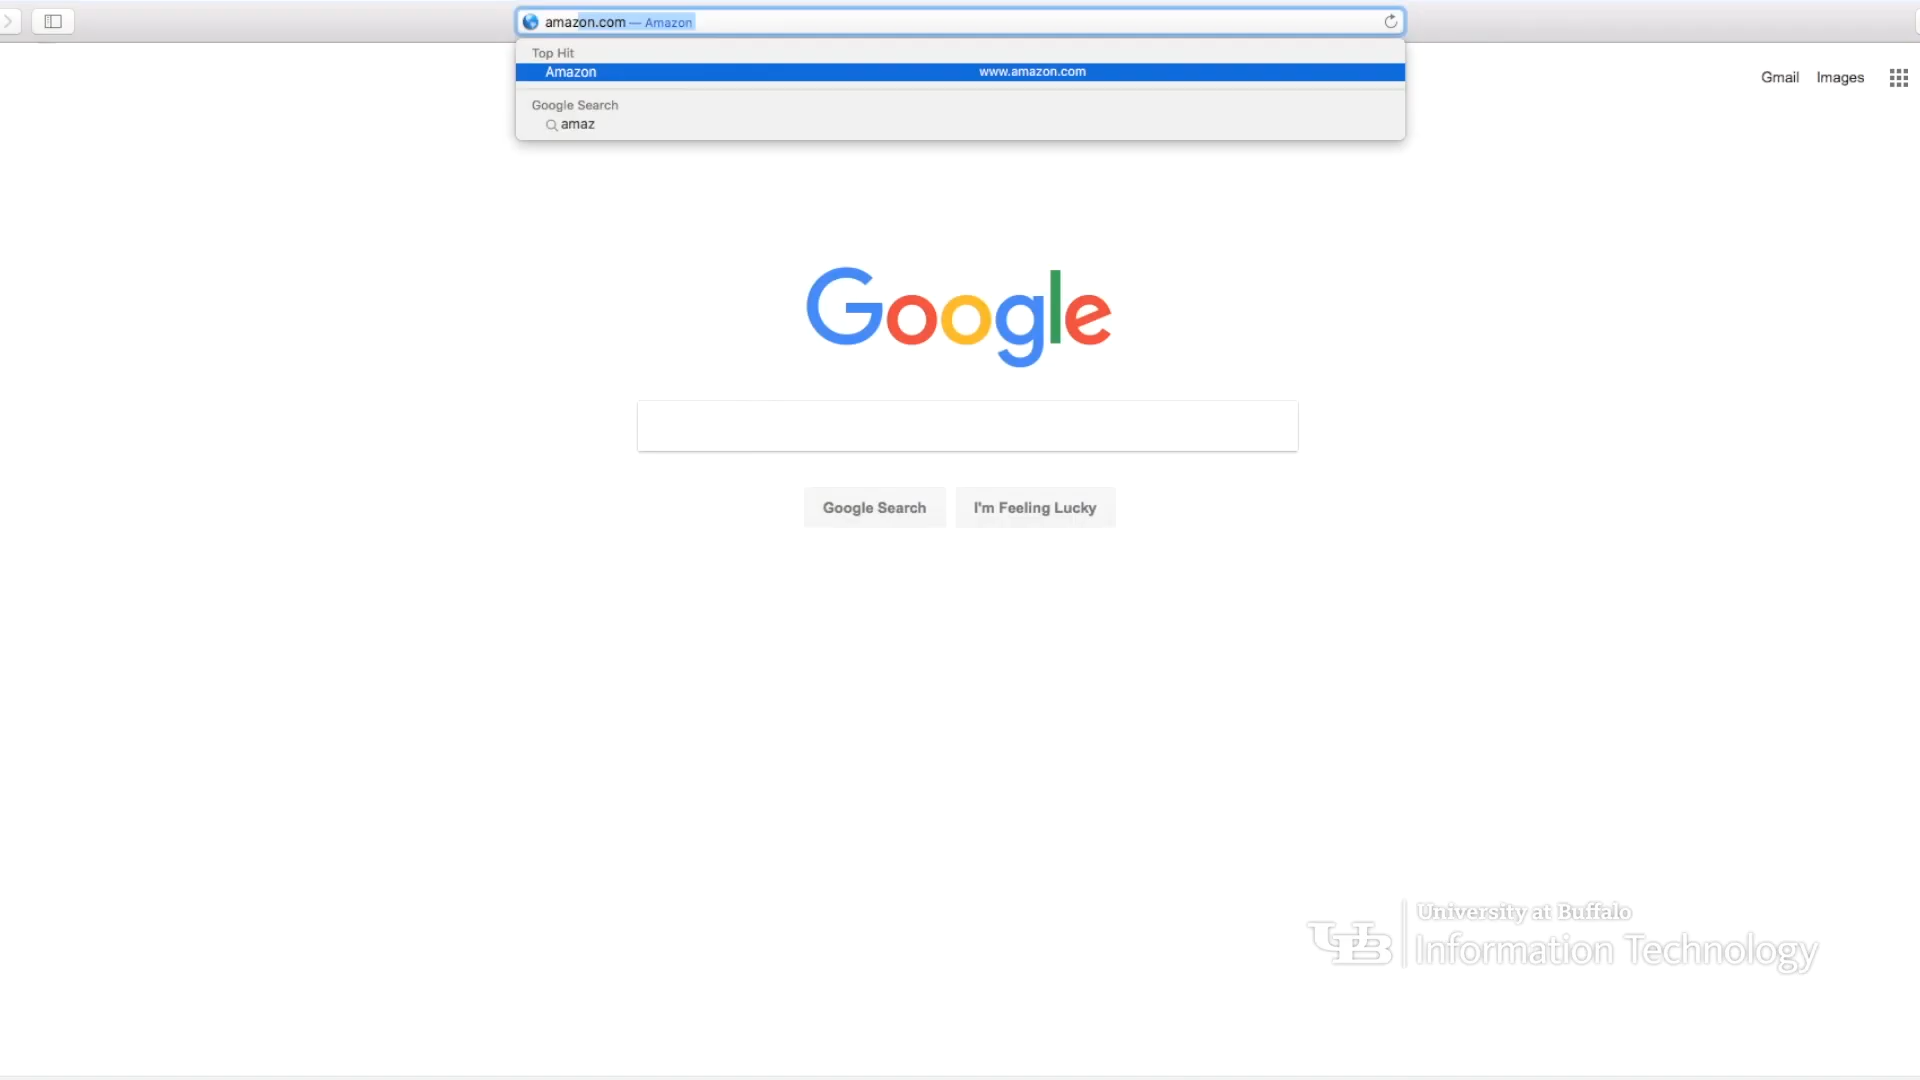 amazon.com — Amazon
Top Hit
Amazon www.amazon.com
Google Search
amaz
Gmail Images
Google
Google Search I'm Feeling Lucky
University at Buffalo
UB Information Technology